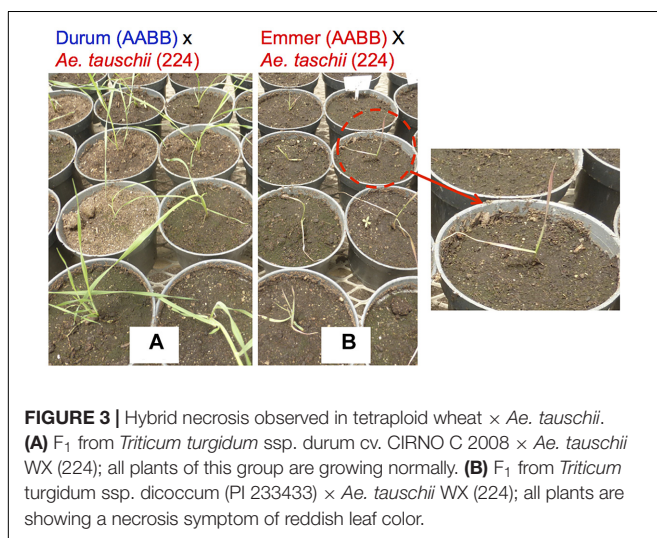 Durum (AABB) x
Ae. tauschii (224)
Emmer (AABB) X
Ae. taschii (224)
A
B
FIGURE 3 | Hybrid necrosis observed in tetraploid wheat × Ae. tauschii.
(A) F1 from Triticum turgidum ssp. durum cv. CIRNO C 2008 × Ae. tauschii
WX (224); all plants of this group are growing normally. (B) F1 from Triticum
turgidum ssp. dicoccum (PI 233433) × Ae. tauschii WX (224); all plants are
showing a necrosis symptom of reddish leaf color.